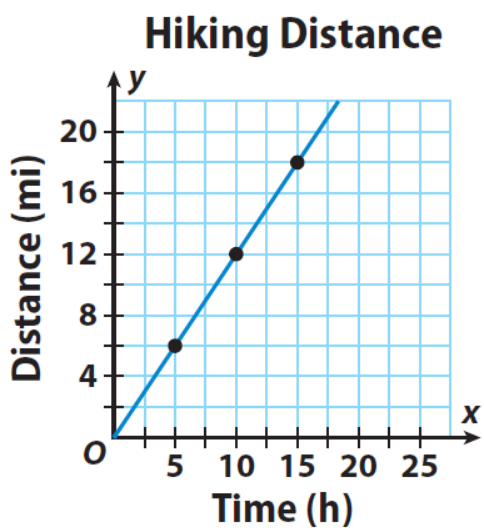 Hiking Distance
y
20
16
12
8
4
Distance (mi)
O
5 10 15 20 25
x
Time (h)